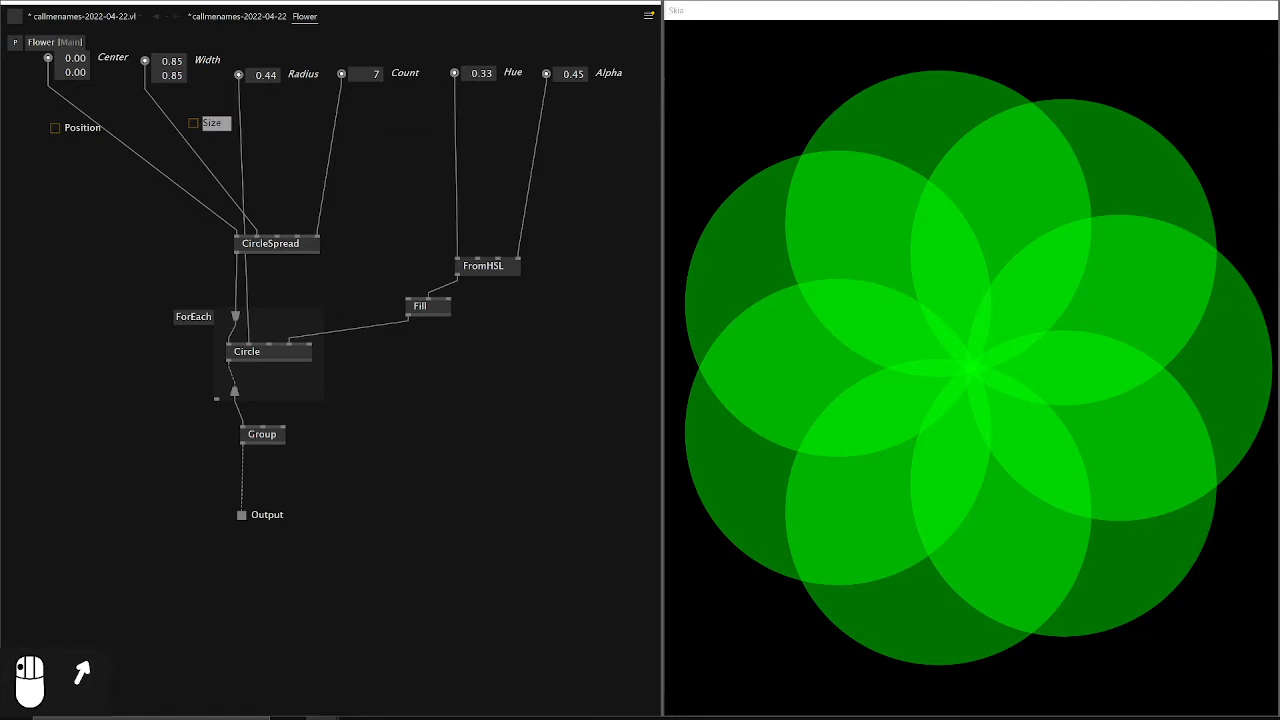 * callmenames-2022-04-22.vl
*callmenames-2022-04-22
Flower
P
Flower [Main]
0.00
0.00
Center
0.85
0.85
Width
0.44
Radius
7
Count
0.33
Hue
0.45
Alpha
Position
Size
CircleSpread
FromHSL
Fill
ForEach
Circle
Group
Output
Skia